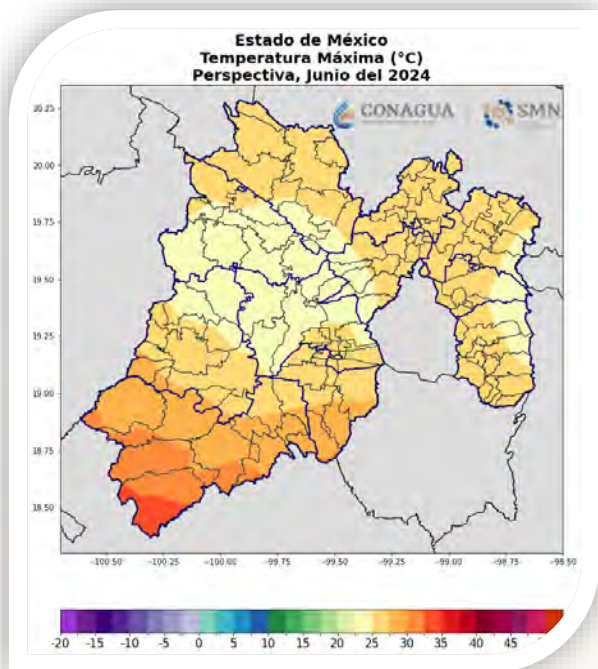 Estado de México
Temperatura Máxima (°C)
Perspectiva, Junio del 2024
CONAGUA SMN
20.25
20.00
19.75
19.50
19.25
19.00
18.75
18.50
-100.50 -100.25 -100.00 -99.75 -99.50 -99.25 -99.00 -98.75 -98.50
-20 -15 -10 -5 0 5 10 15 20 25 30 35 40 45